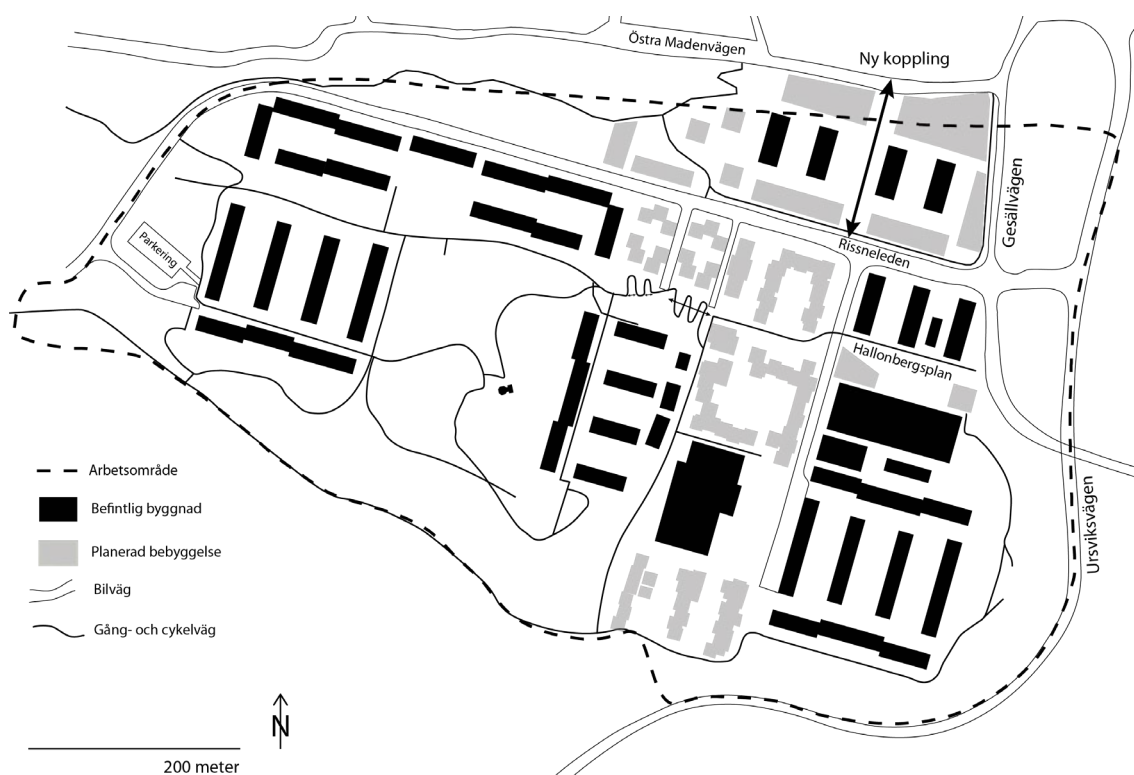 Östra Madenvägen
Ny koppling
Gesällvägen
Parkering
Rissneleden
Hallonbergsplan
Arbetsområde
Befintlig byggnad
Planerad bebyggelse
Bilväg
Gång- och cykelväg
Ursviksvägen
N
200 meter